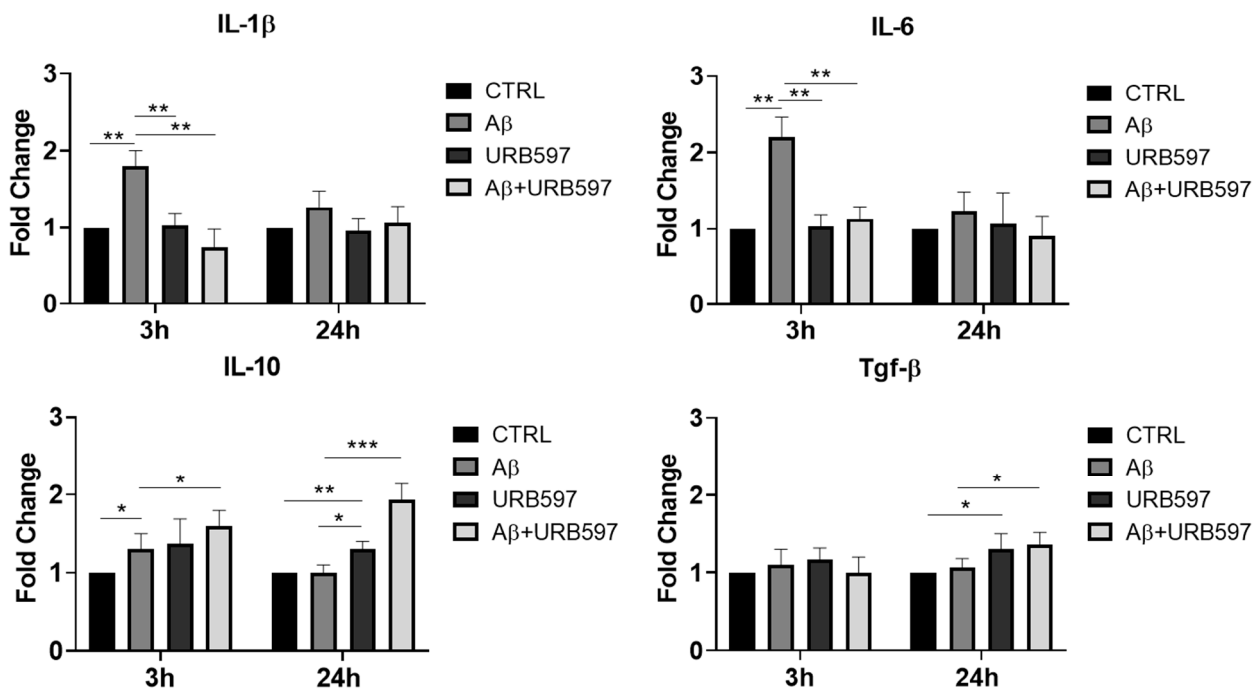 IL-1β
Fold Change
3
2
1
0
**
**
**
3h
24h
CTRL
Aβ
URB597
Aβ+URB597
IL-6
Fold Change
3
2
1
0
**
**
**
3h
24h
CTRL
Aβ
URB597
Aβ+URB597
IL-10
Fold Change
3
2
1
0
*
*
**
*
***
3h
24h
CTRL
Aβ
URB597
Aβ+URB597
Tgf-β
Fold Change
3
2
1
0
*
*
3h
24h
CTRL
Aβ
URB597
Aβ+URB597